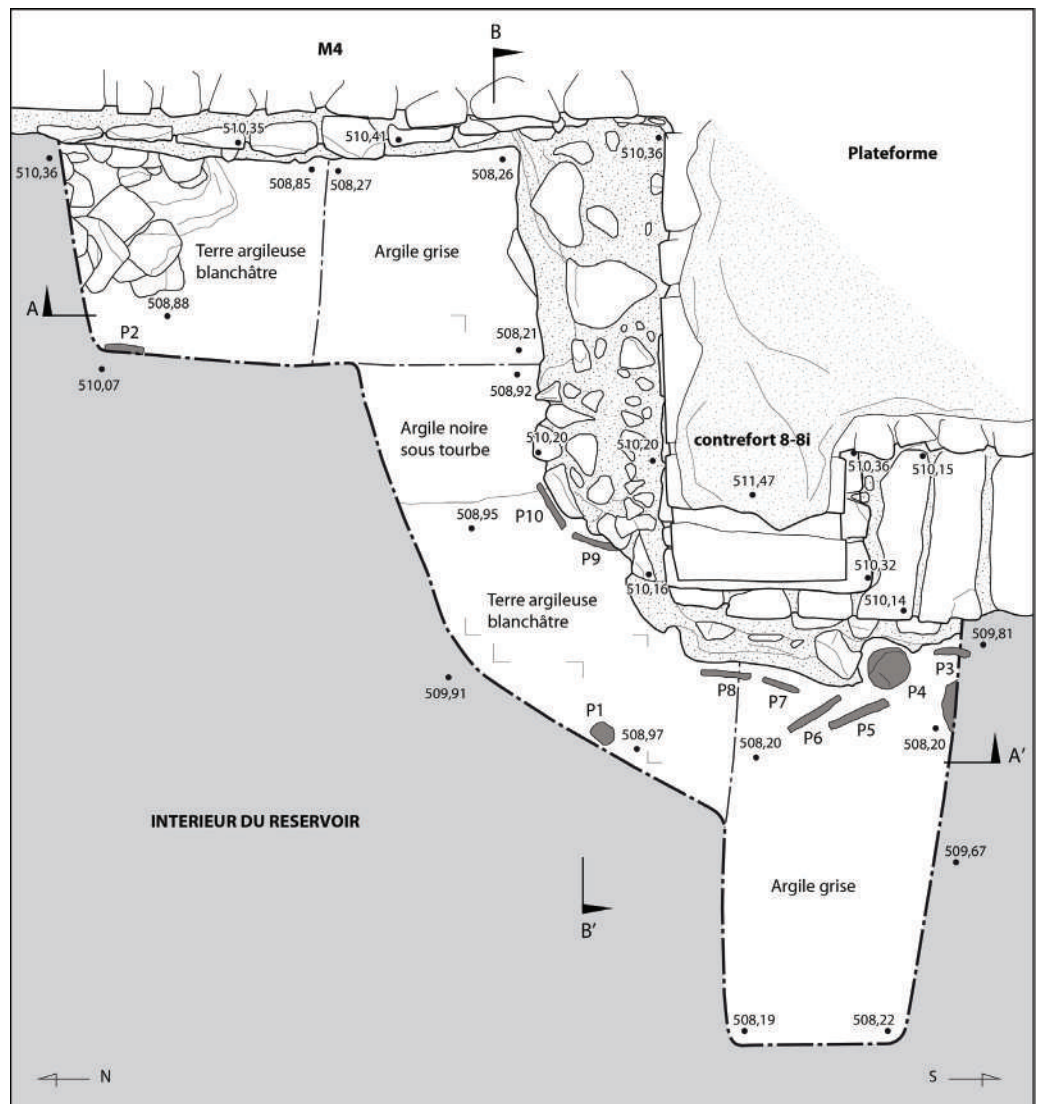 B
M4
510,35
510,41
510,36
Plateforme
510,36
508,85
508,27
508,26
Terre argileuse
blanchâtre
Argile grise
A
508,88
P2
508,21
510,07
508,92
Argile noire
sous tourbe
510,20
510,20
contrefort 8-8i
510,36
510,15
511,47
508,95
P10
P9
510,16
510,32
510,14
Terre argileuse
blanchâtre
509,81
509,91
P8
P7
P3
P4
P6
P5
P1
508,97
508,20
508,20
A'
INTERIEUR DU RESERVOIR
509,67
Argile grise
B'
508,19
508,22
N
S